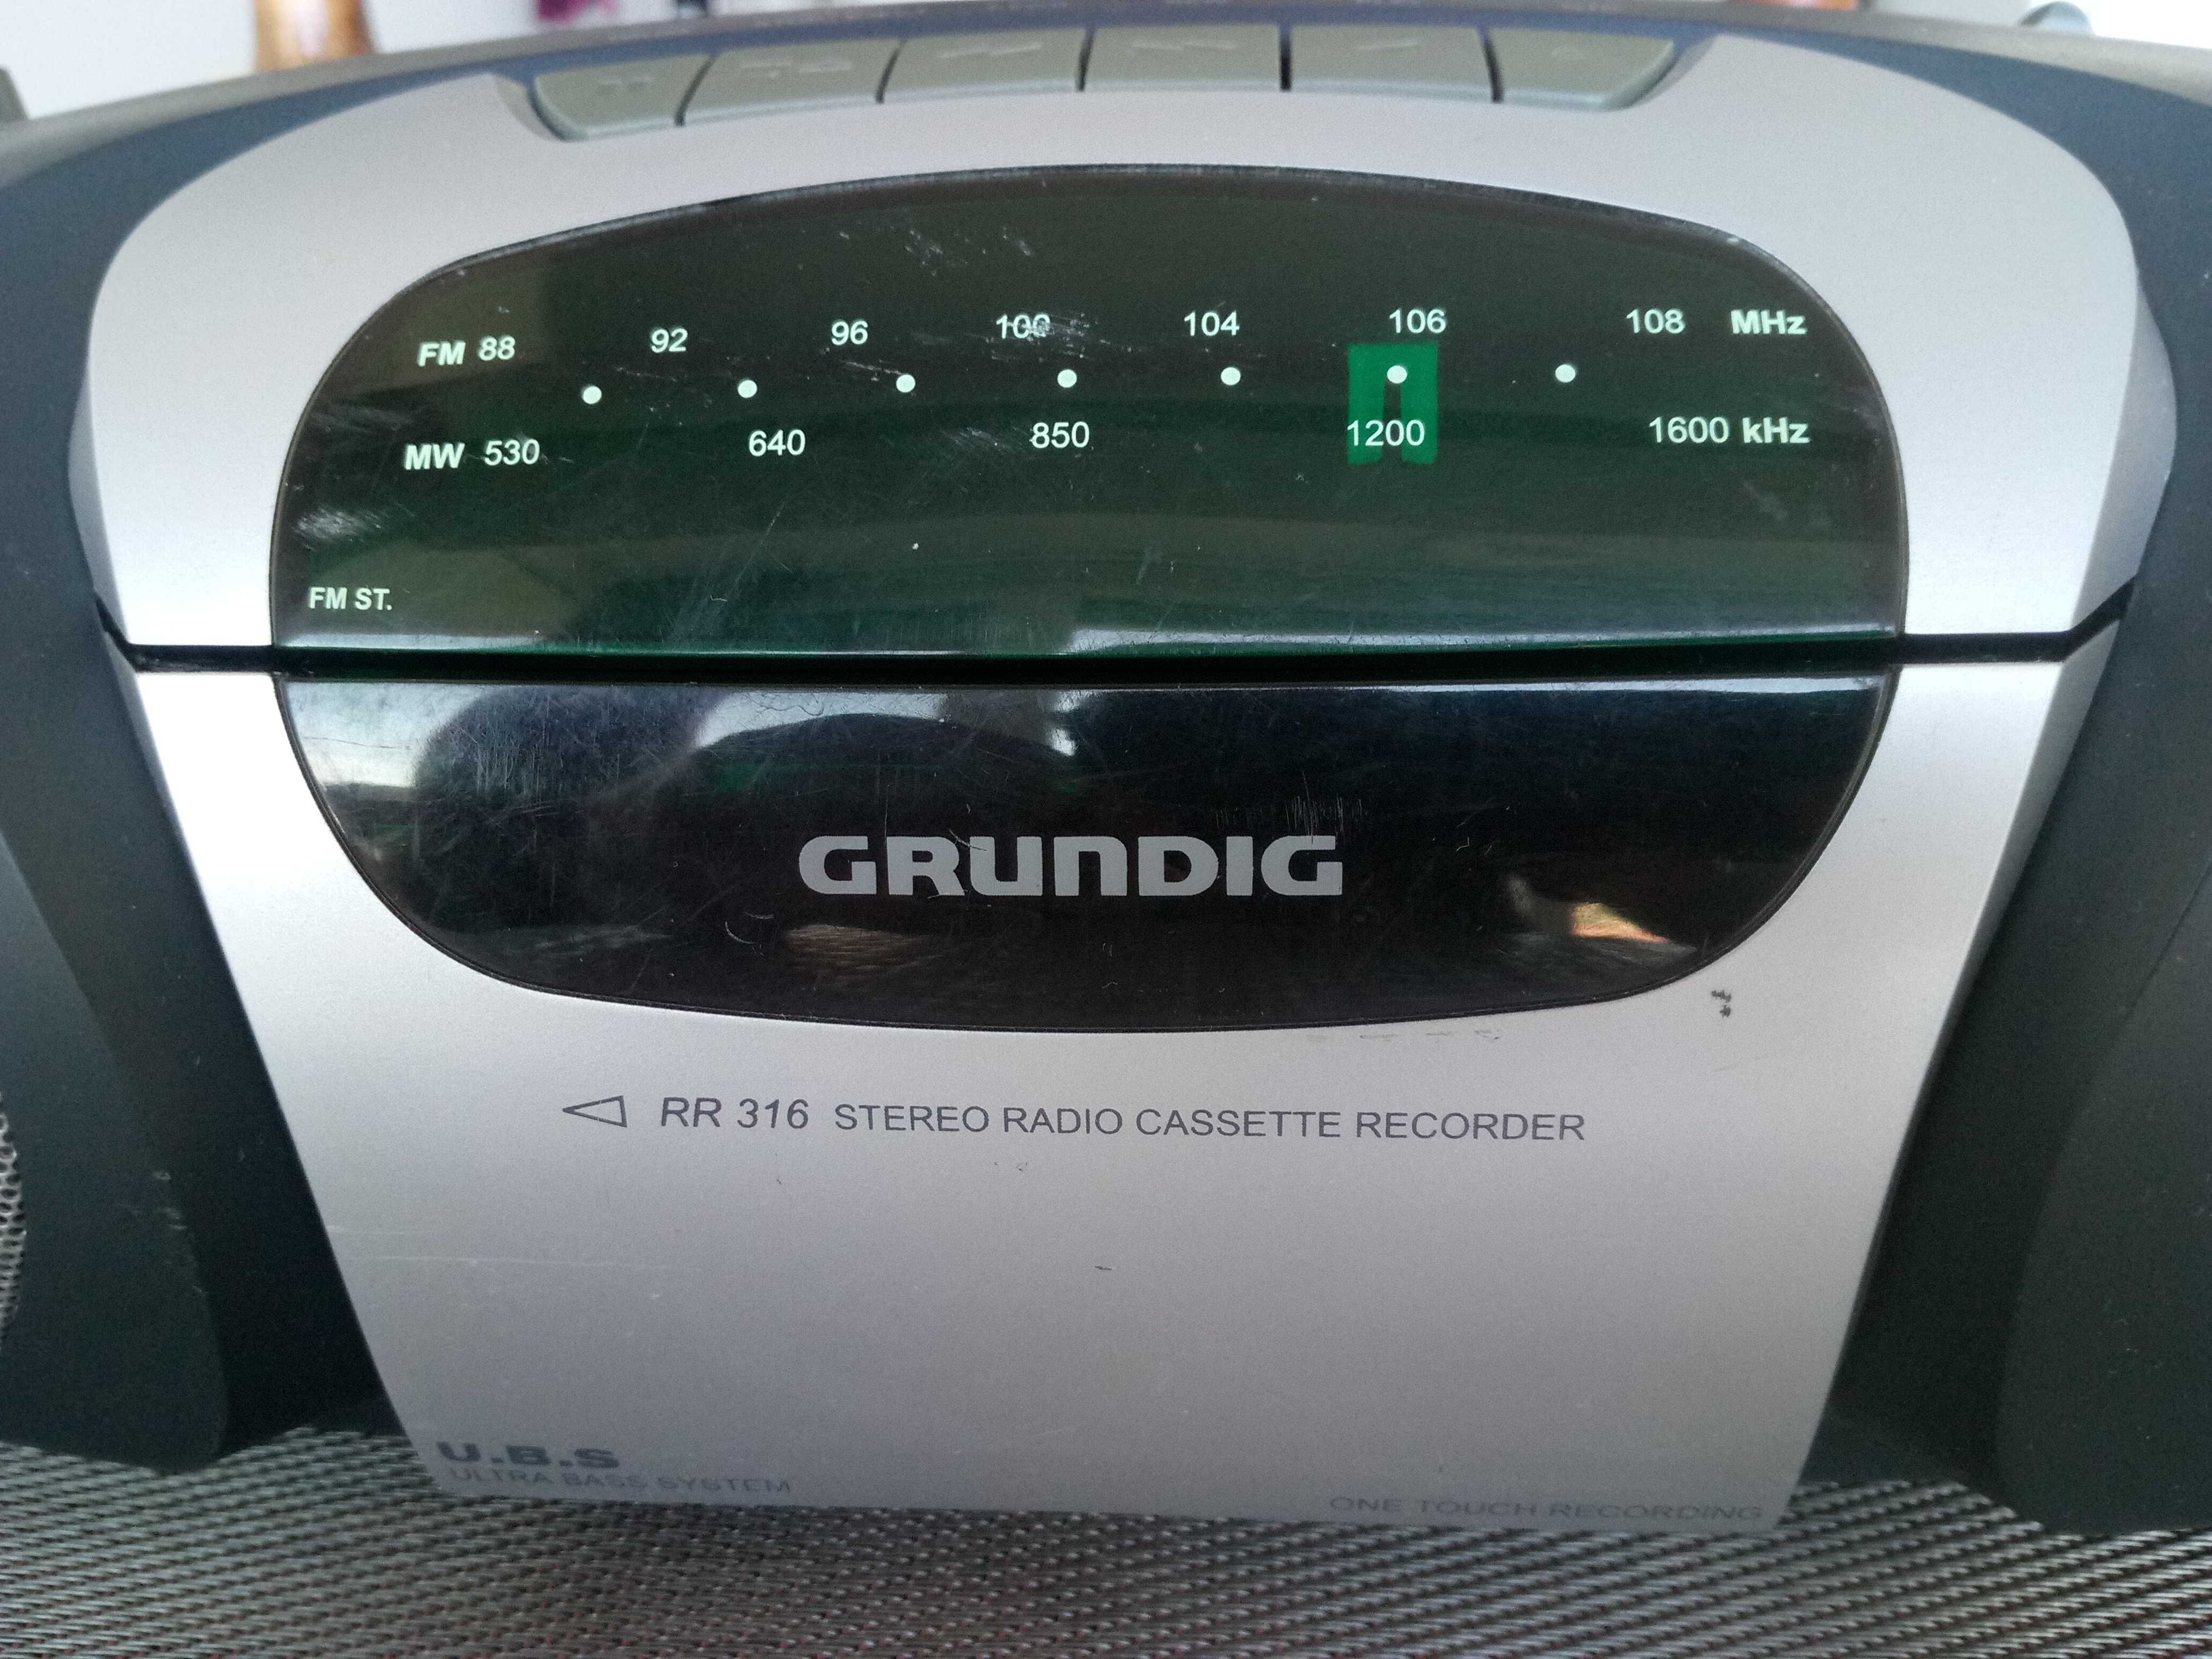 FM 88 92 96 100 104 106 108 MHz
MW 530 640 850 1200 1600 kHz
FM ST.
GRUNDIG
RR 316 STEREO RADIO CASSETTE RECORDER
U.B.S
ULTRA BASS SYSTEM
ONE TOUCH RECORDING